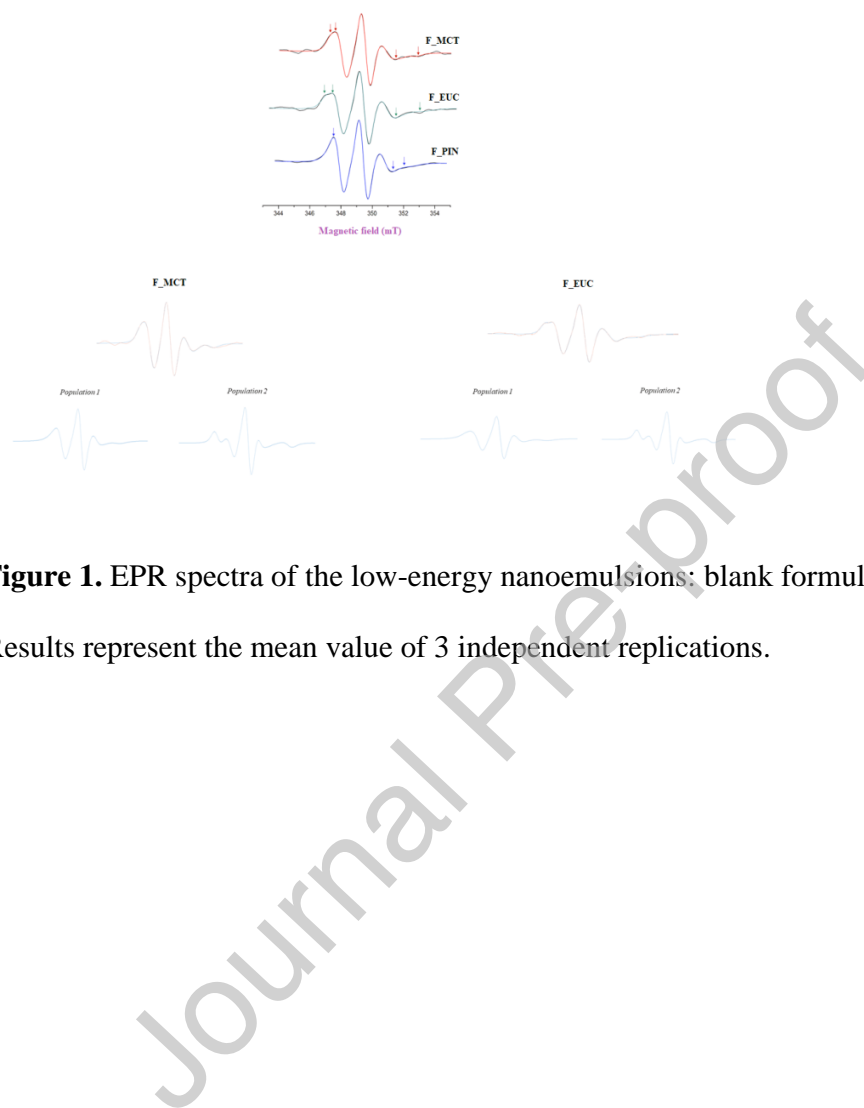 F_MCT
F_EUC
F_PIN
344 346 348 350 352 354
Magnetic field (mT)
F_MCT F_EUC
Population 1 Population 2 Population 1 Population 2
igure 1. EPR spectra of the low-energy nanoemulsions: blank formul
Results represent the mean value of 3 independent replications.
Journal Pre-proof